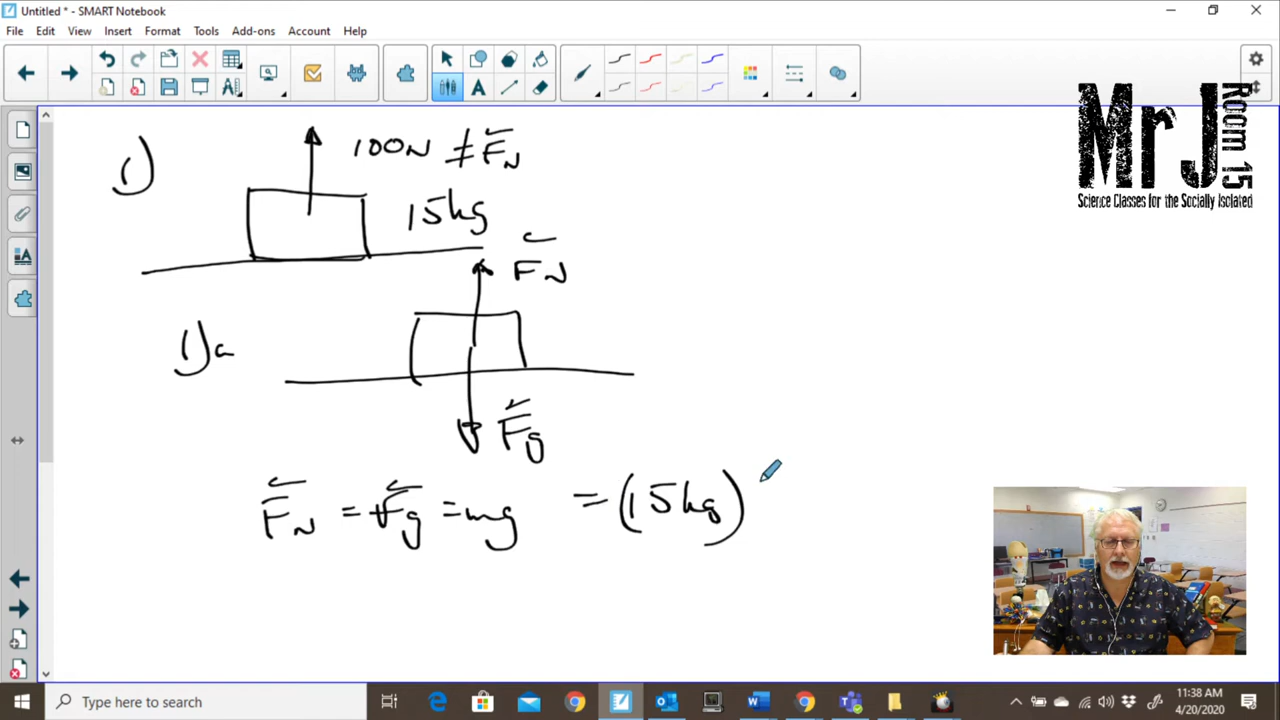 Untitled * - SMART Notebook
File Edit View Insert Format Tools Add-ons Account Help
Mr J
Room 15
Science Classes for the Socially Isolated
1)
100N ≠ F⃗N
15kg
F⃗N
1)a
F⃗g
F⃗N = F⃗g = mg = (15kg)
Type here to search
11:38 AM
4/20/2020